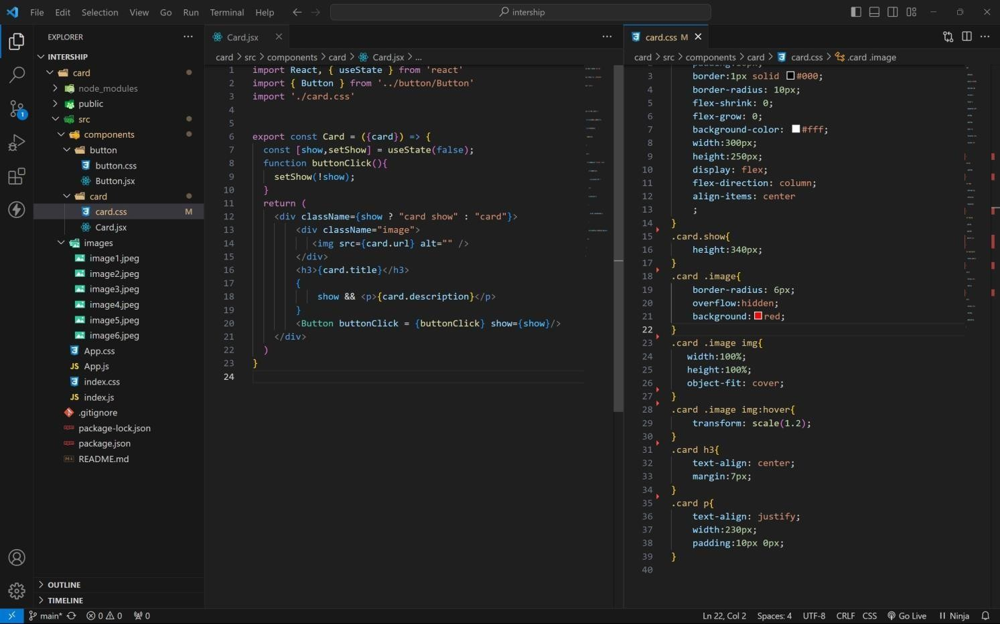 File Edit Selection View Go Run Terminal Help
intership
EXPLORER
INTERSHIP
card
node_modules
public
src
components
button
button.css
Button.jsx
card
card.css M
Card.jsx
images
image1.jpeg
image2.jpeg
image3.jpeg
image4.jpeg
image5.jpeg
image6.jpeg
App.css
JS App.js
index.css
JS index.js
.gitignore
package-lock.json
package.json
README.md
OUTLINE
TIMELINE
1
Card.jsx
card > src > components > card > Card.jsx > ...
1 import React, { useState } from 'react'
2 import { Button } from '../button/Button'
3 import './card.css'
4
5
6 export const Card = ({card}) => {
7 const [show,setShow] = useState(false);
8 function buttonClick(){
9 setShow(!show);
10 }
11 return (
12 <div className={show ? "card show" : "card"}>
13 <div className="image">
14 <img src={card.url} alt="" />
15 </div>
16 <h3>{card.title}</h3>
17 {
18 show && <p>{card.description}</p>
19 }
20 <Button buttonClick = {buttonClick} show={show}/>
21 </div>
22 )
23 }
24
card.css M
card > src > components > card > card.css > .card .image
3 border:1px solid #000;
4 border-radius: 10px;
5 flex-shrink: 0;
6 flex-grow: 0;
7 background-color: #fff;
8 width:300px;
9 height:250px;
10 display: flex;
11 flex-direction: column;
12 align-items: center
13 ;
14 }
15 .card.show{
16 height:340px;
17 }
18 .card .image{
19 border-radius: 6px;
20 overflow:hidden;
21 background:red;
22 }
23 .card .image img{
24 width:100%;
25 height:100%;
26 object-fit: cover;
27 }
28 .card .image img:hover{
29 transform: scale(1.2);
30 }
31 .card h3{
32 text-align: center;
33 margin:7px;
34 }
35 .card p{
36 text-align: justify;
37 width:230px;
38 padding:10px 0px;
39 }
40
main* 0 0 0
Ln 22, Col 2 Spaces: 4 UTF-8 CRLF CSS Go Live Ninja